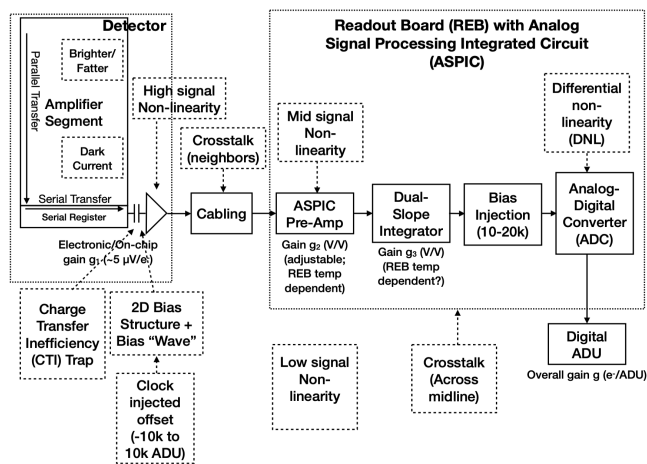 Detector
Parallel Transfer
Brighter/
Fatter
Amplifier
Segment
Dark
Current
Serial Transfer
Serial Register
Electronic/On-chip
gain g₁ (~5 μV/e-)
High signal
Non-linearity
Crosstalk
(neighbors)
Cabling
Charge
Transfer
Inefficiency
(CTI) Trap
2D Bias
Structure +
Bias “Wave”
Clock
injected
offset
(-10k to
10k ADU)
Readout Board (REB) with Analog
Signal Processing Integrated Circuit
(ASPIC)
Mid signal
Non-
linearity
Differential
non-
linearity
(DNL)
ASPIC
Pre-Amp
Gain g₂ (V/V)
(adjustable;
REB temp
dependent)
Dual-
Slope
Integrator
Gain g₃ (V/V)
(REB temp
dependent?)
Bias
Injection
(10-20k)
Analog-
Digital
Converter
(ADC)
Low signal
Non-
linearity
Crosstalk
(Across
midline)
Digital
ADU
Overall gain g (e-/ADU)